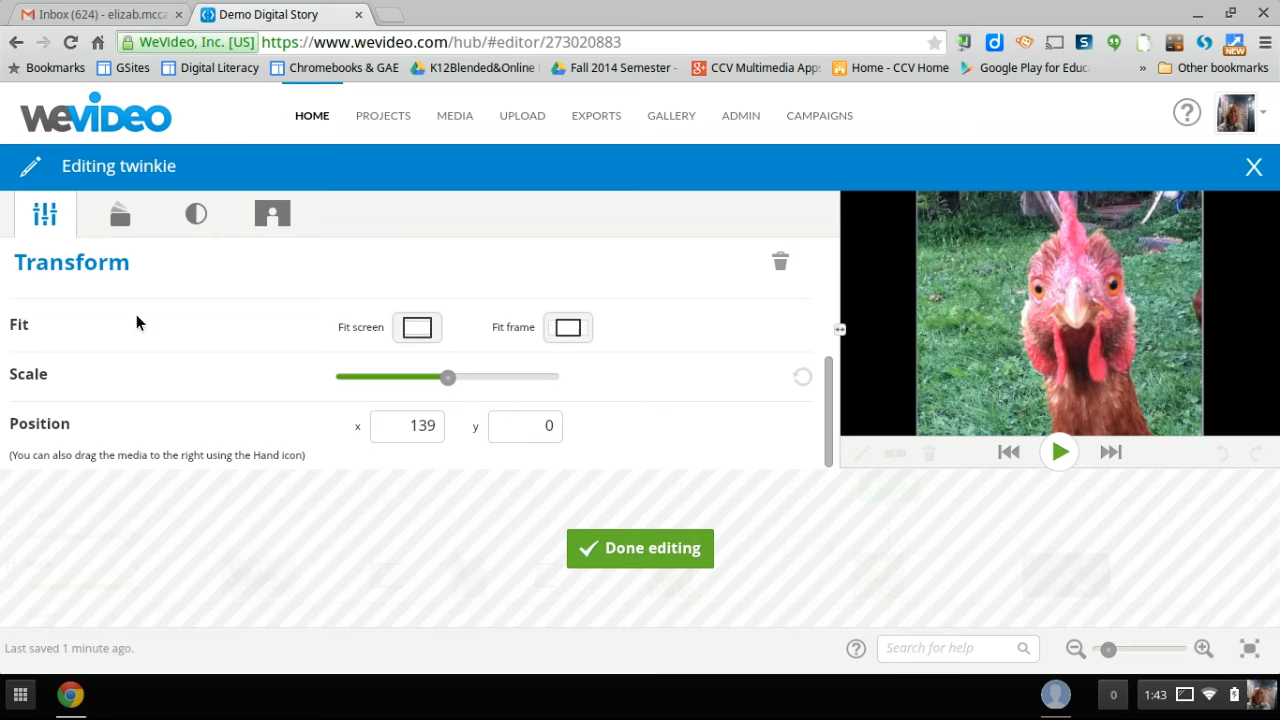 Inbox (624) - elizab.mcca
Demo Digital Story
WeVideo, Inc. [US] https://www.wevideo.com/hub/#editor/273020883
Bookmarks GSites Digital Literacy Chromebooks & GAE K12Blended&Online Fall 2014 Semester - CCV Multimedia Apps Home - CCV Home Google Play for Educ » Other bookmarks
NEW
WEVIDEO HOME PROJECTS MEDIA UPLOAD EXPORTS GALLERY ADMIN CAMPAIGNS ?
Editing twinkie X
Transform
Fit Fit screen Fit frame
Scale
Position x 139 y 0
(You can also drag the media to the right using the Hand icon)
Done editing
Last saved 1 minute ago. ? Search for help
0 1:43